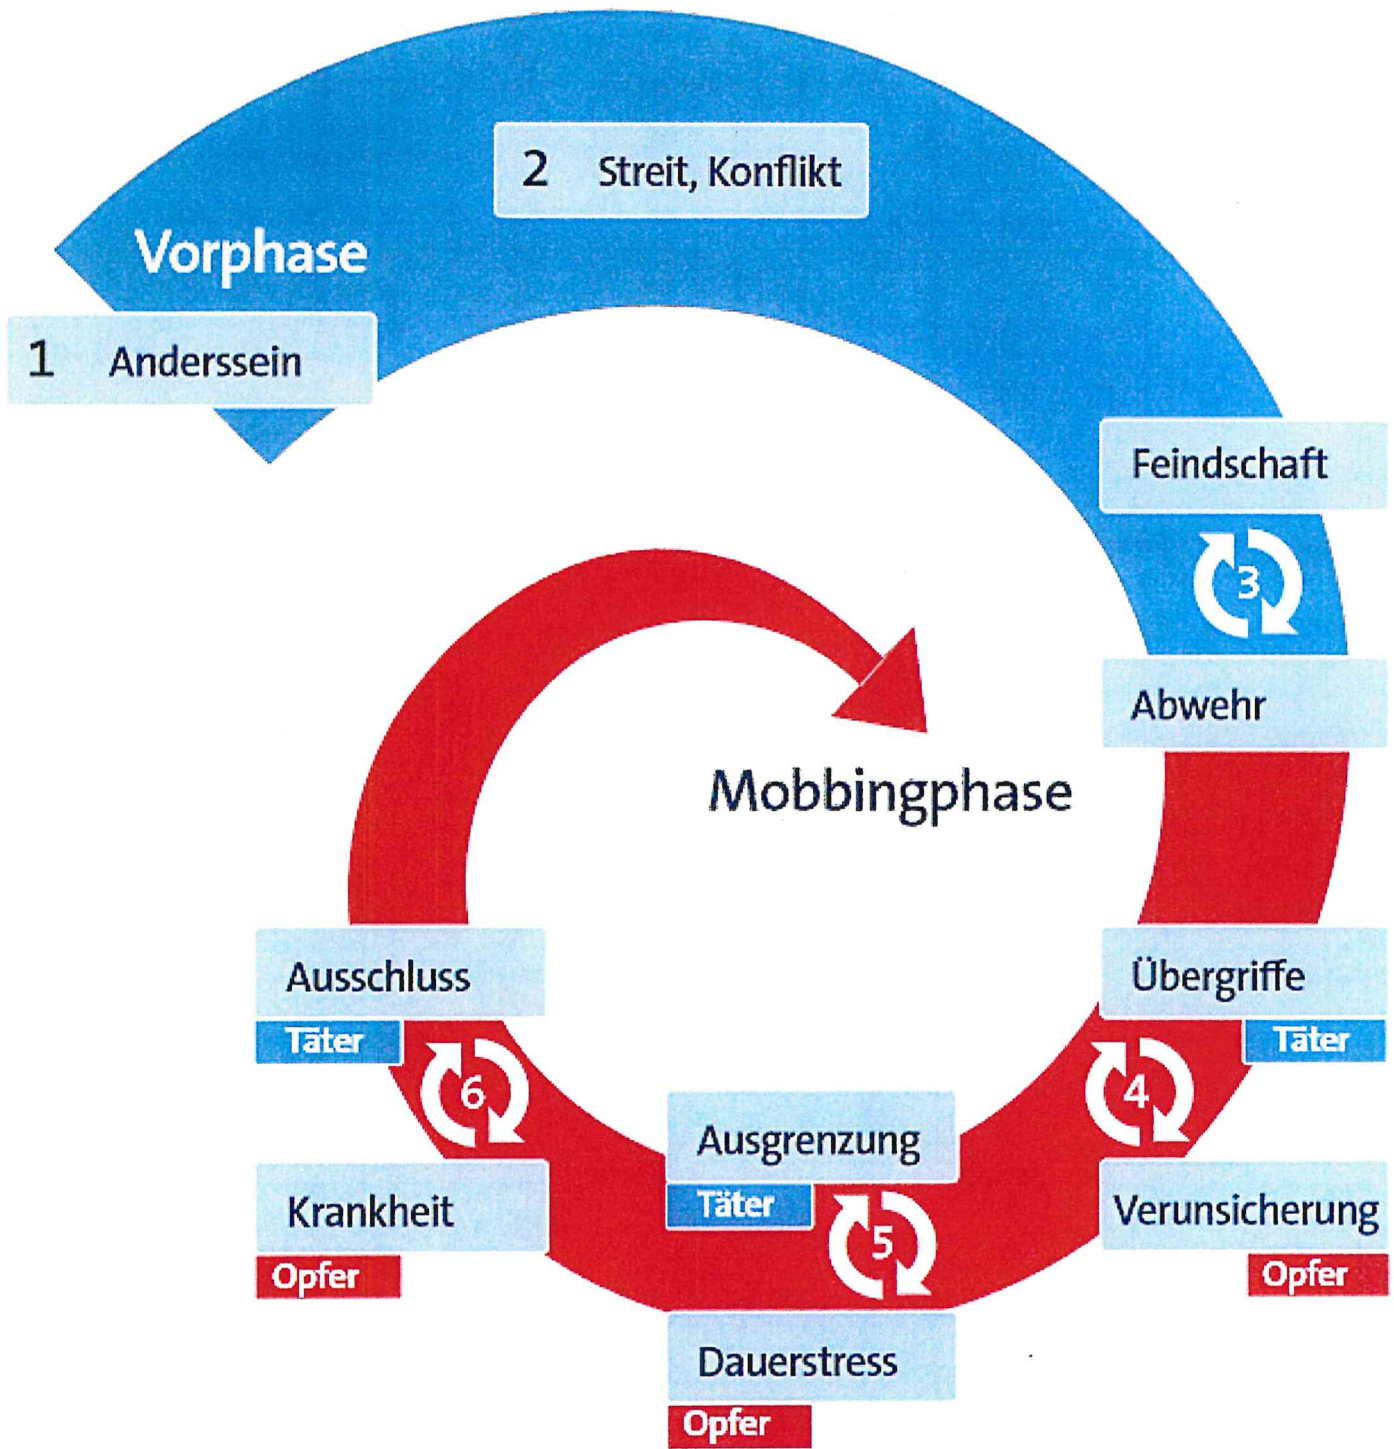 2 Streit, Konflikt
Vorphase
1 Anderssein
Feindschaft
3
Abwehr
Mobbingphase
Übergriffe
Täter
4
Verunsicherung
Opfer
Ausgrenzung
Täter
5
Dauerstress
Opfer
Ausschluss
Täter
6
Krankheit
Opfer